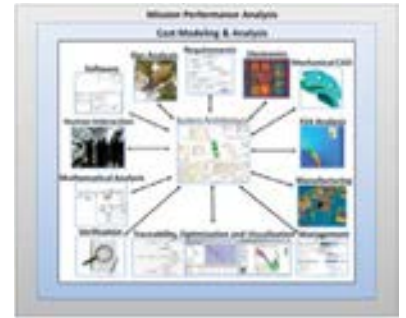 Mission Performance Analysis
Cost Modeling & Analysis
Requirements
Electronics
Mechanical CAD
Software
Human Interaction
System Architecture
FEA Analysis
Mathematical Analysis
Manufacturing
Verification
Traceability, Optimization and Visualization
Management